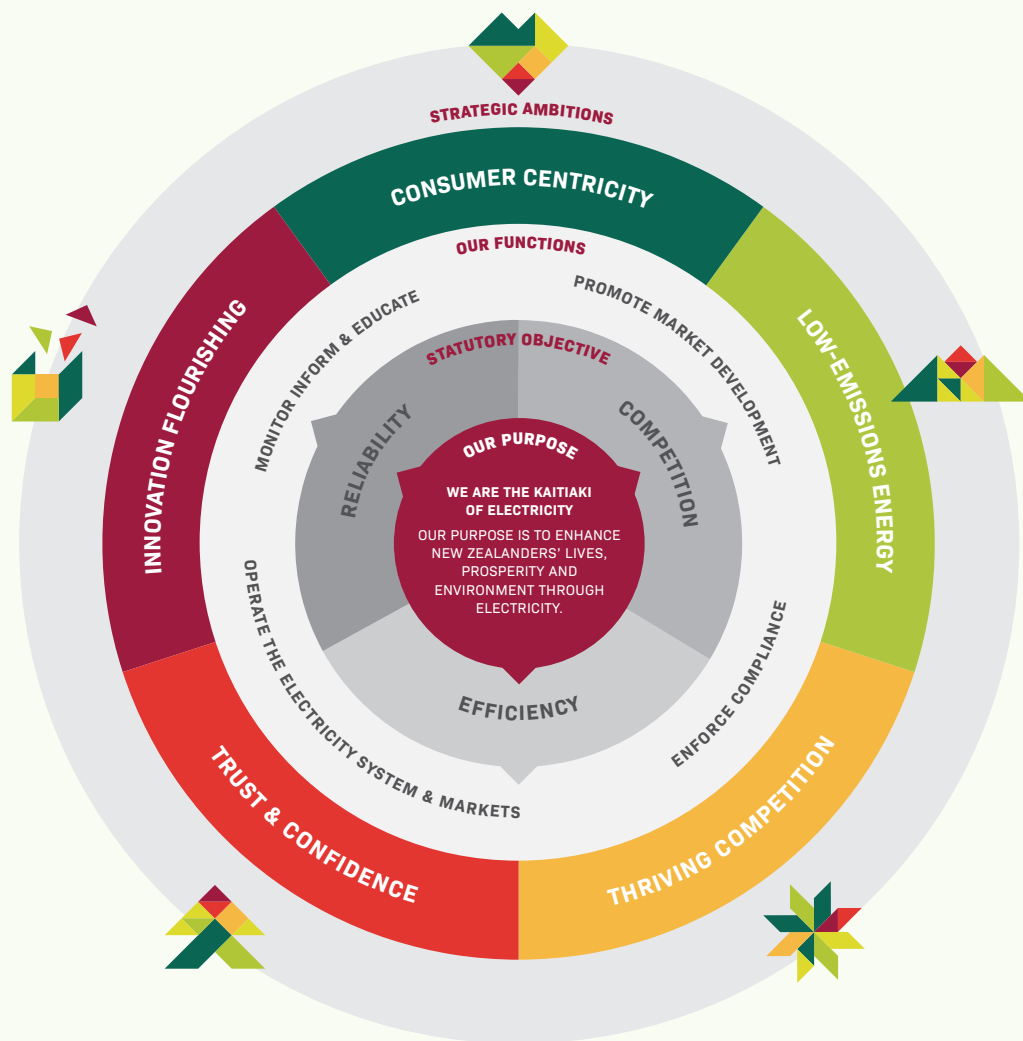 STRATEGIC AMBITIONS
CONSUMER CENTRICITY
LOW-EMISSIONS ENERGY
THRIVING COMPETITION
TRUST & CONFIDENCE
INNOVATION FLOURISHING
OUR FUNCTIONS
MONITOR INFORM & EDUCATE
PROMOTE MARKET DEVELOPMENT
ENFORCE COMPLIANCE
OPERATE THE ELECTRICITY SYSTEM & MARKETS
STATUTORY OBJECTIVE
RELIABILITY
COMPETITION
EFFICIENCY
OUR PURPOSE
WE ARE THE KAITIAKI
OF ELECTRICITY
OUR PURPOSE IS TO ENHANCE
NEW ZEALANDERS’ LIVES,
PROSPERITY AND
ENVIRONMENT THROUGH
ELECTRICITY.